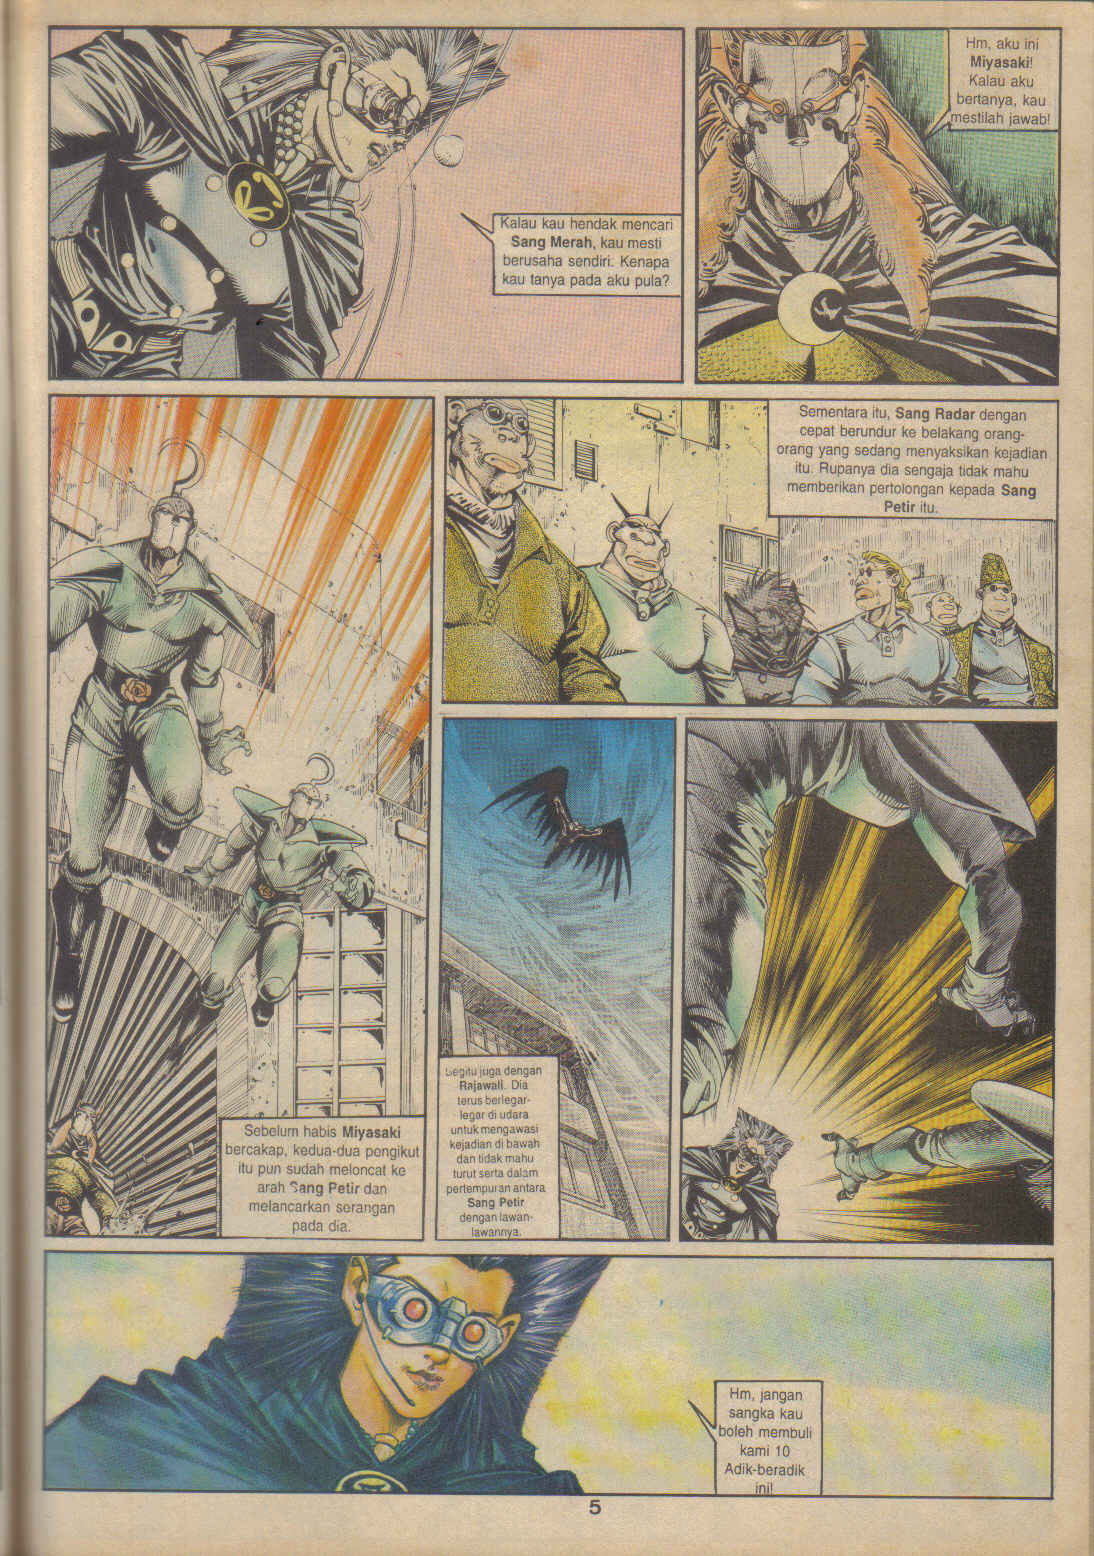 Kalau kau hendak mencari
Sang Merah, kau mesti
berusaha sendiri. Kenapa
kau tanya pada aku pula?
Hm, aku ini
Miyasaki!
Kalau aku
bertanya, kau
mestilah jawab!
Sementara itu, Sang Radar dengan
cepat berundur ke belakang orang-
orang yang sedang menyaksikan kejadian
itu. Rupanya dia sengaja tidak mahu
memberikan pertolongan kepada Sang
Petir itu.
Sebelum habis Miyasaki
bercakap, kedua-dua pengikut
itu pun sudah meloncat ke
arah Sang Petir dan
melancarkan serangan
pada dia.
Begitu juga dengan
Rajawali. Dia
terus berlegar-
legar di udara
untuk mengawasi
kejadian di bawah
dan tidak mahu
turut serta dalam
pertempuran antara
Sang Petir
dengan lawan-
lawannya.
Hm, jangan
sangka kau
boleh membuli
kami 10
Adik-beradik
ini!
5